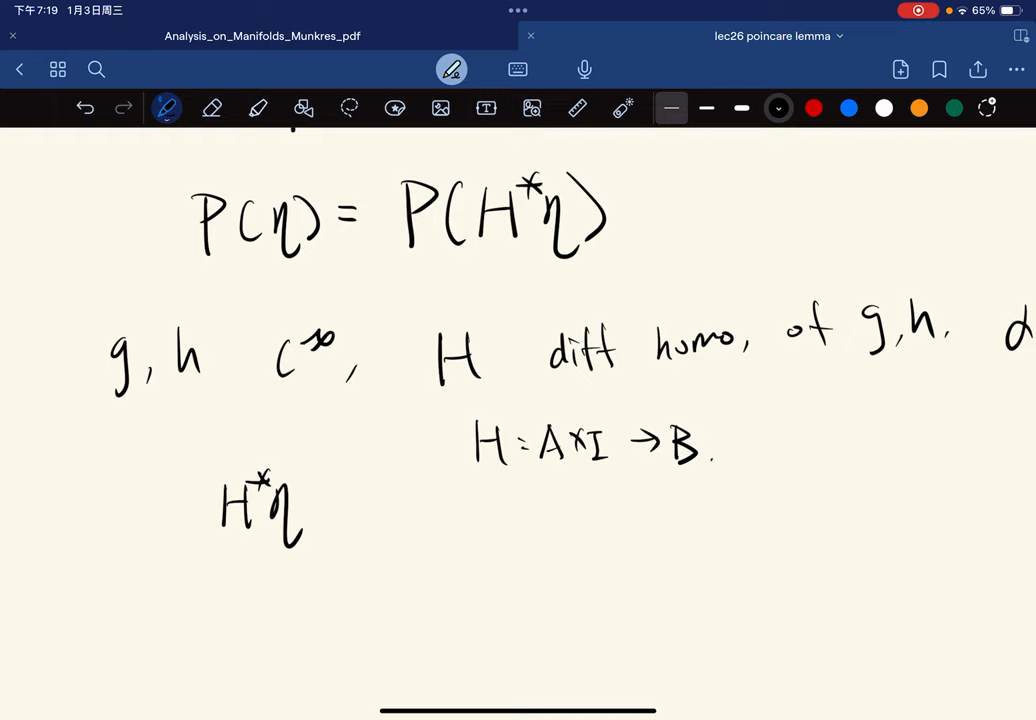 下午7:19 1月3日周三
65%
Analysis_on_Manifolds_Munkres_pdf
lec26 poincare lemma
P(η) = P(H*η)
g, h C^∞, H diff homo, of g, h. d
H = A×I → B.
H*η